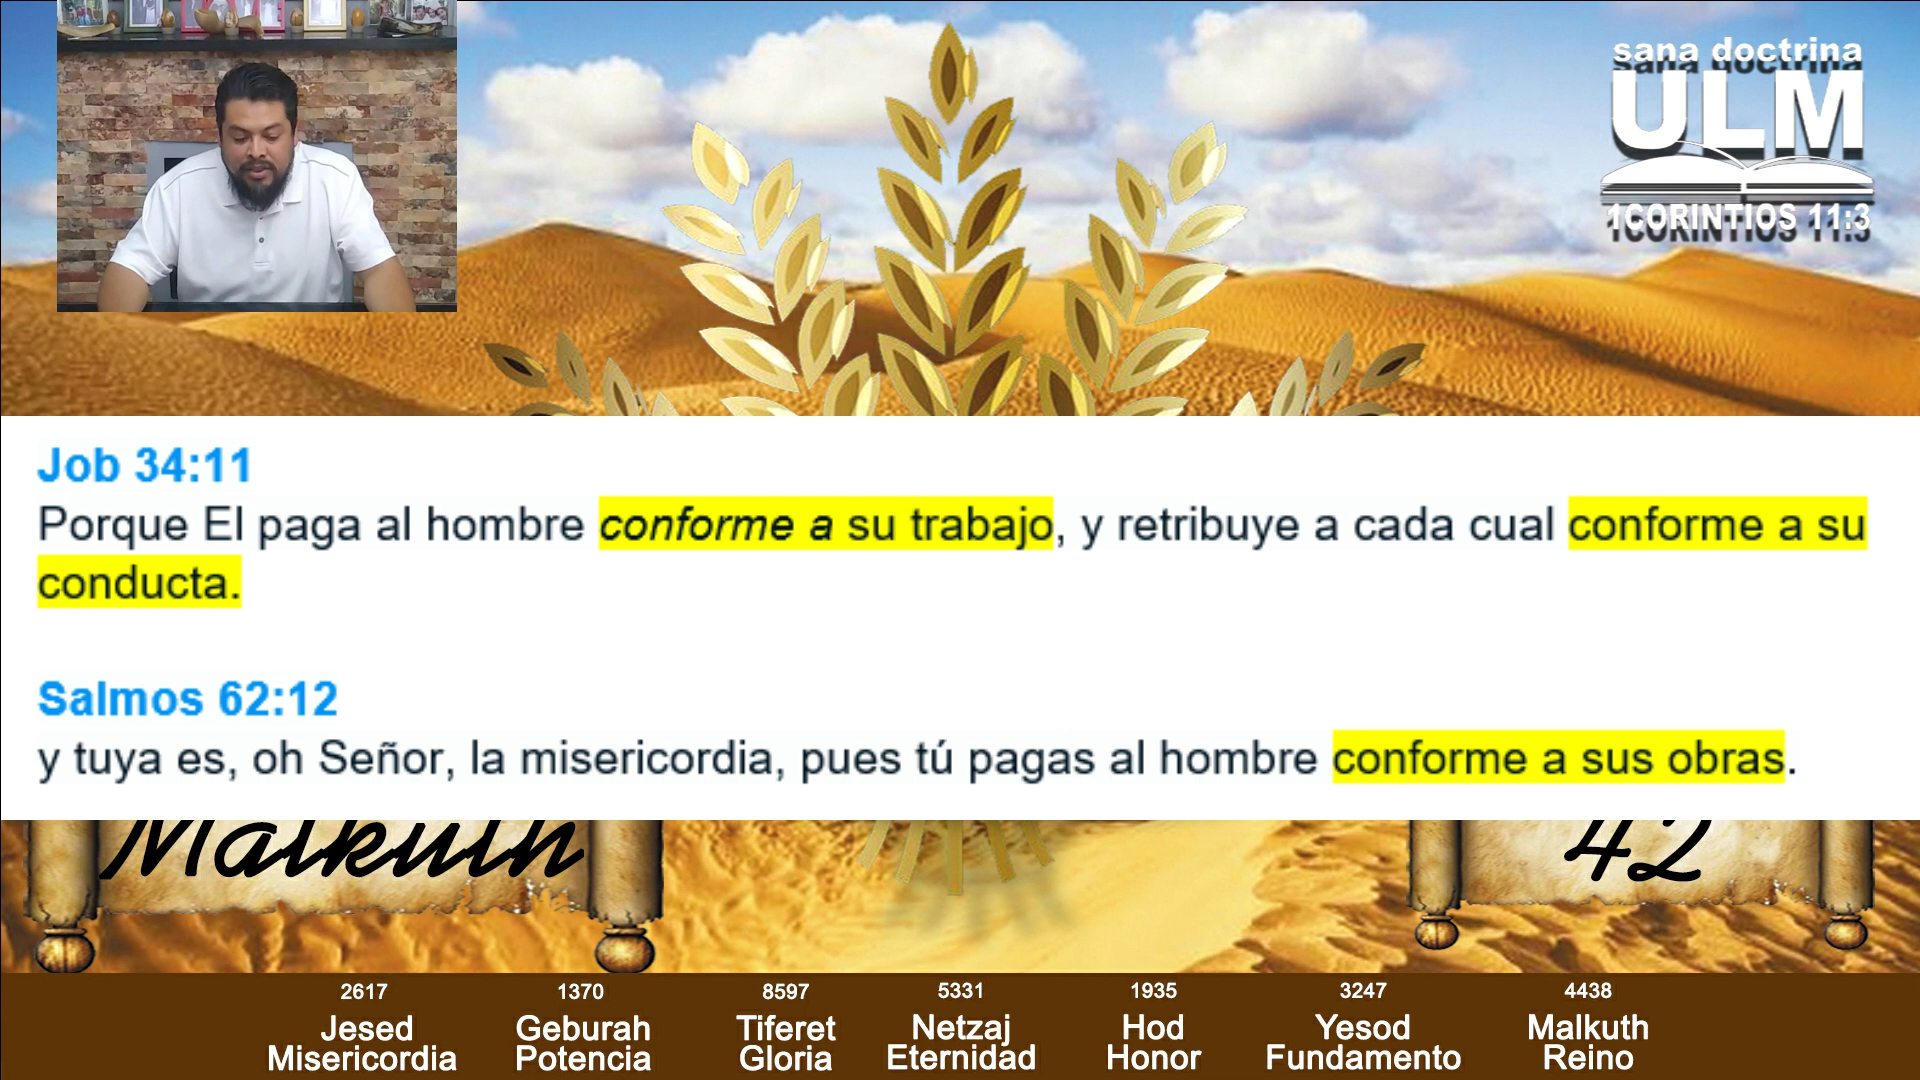 sana doctrina
ULM
1CORINTIOS 11:3
Job 34:11
Porque El paga al hombre conforme a su trabajo, y retribuye a cada cual conforme a su
conducta.
Salmos 62:12
y tuya es, oh Señor, la misericordia, pues tú pagas al hombre conforme a sus obras.
Malkuth
42
2617 1370 8597 5331 1935 3247 4438
Jesed Geburah Tiferet Netzaj Hod Yesod Malkuth
Misericordia Potencia Gloria Eternidad Honor Fundamento Reino